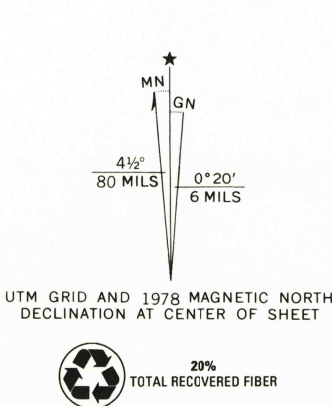 ★
MN
GN
4½°
80 MILS
0°20′
6 MILS
UTM GRID AND 1978 MAGNETIC NORTH
DECLINATION AT CENTER OF SHEET
20%
TOTAL RECOVERED FIBER